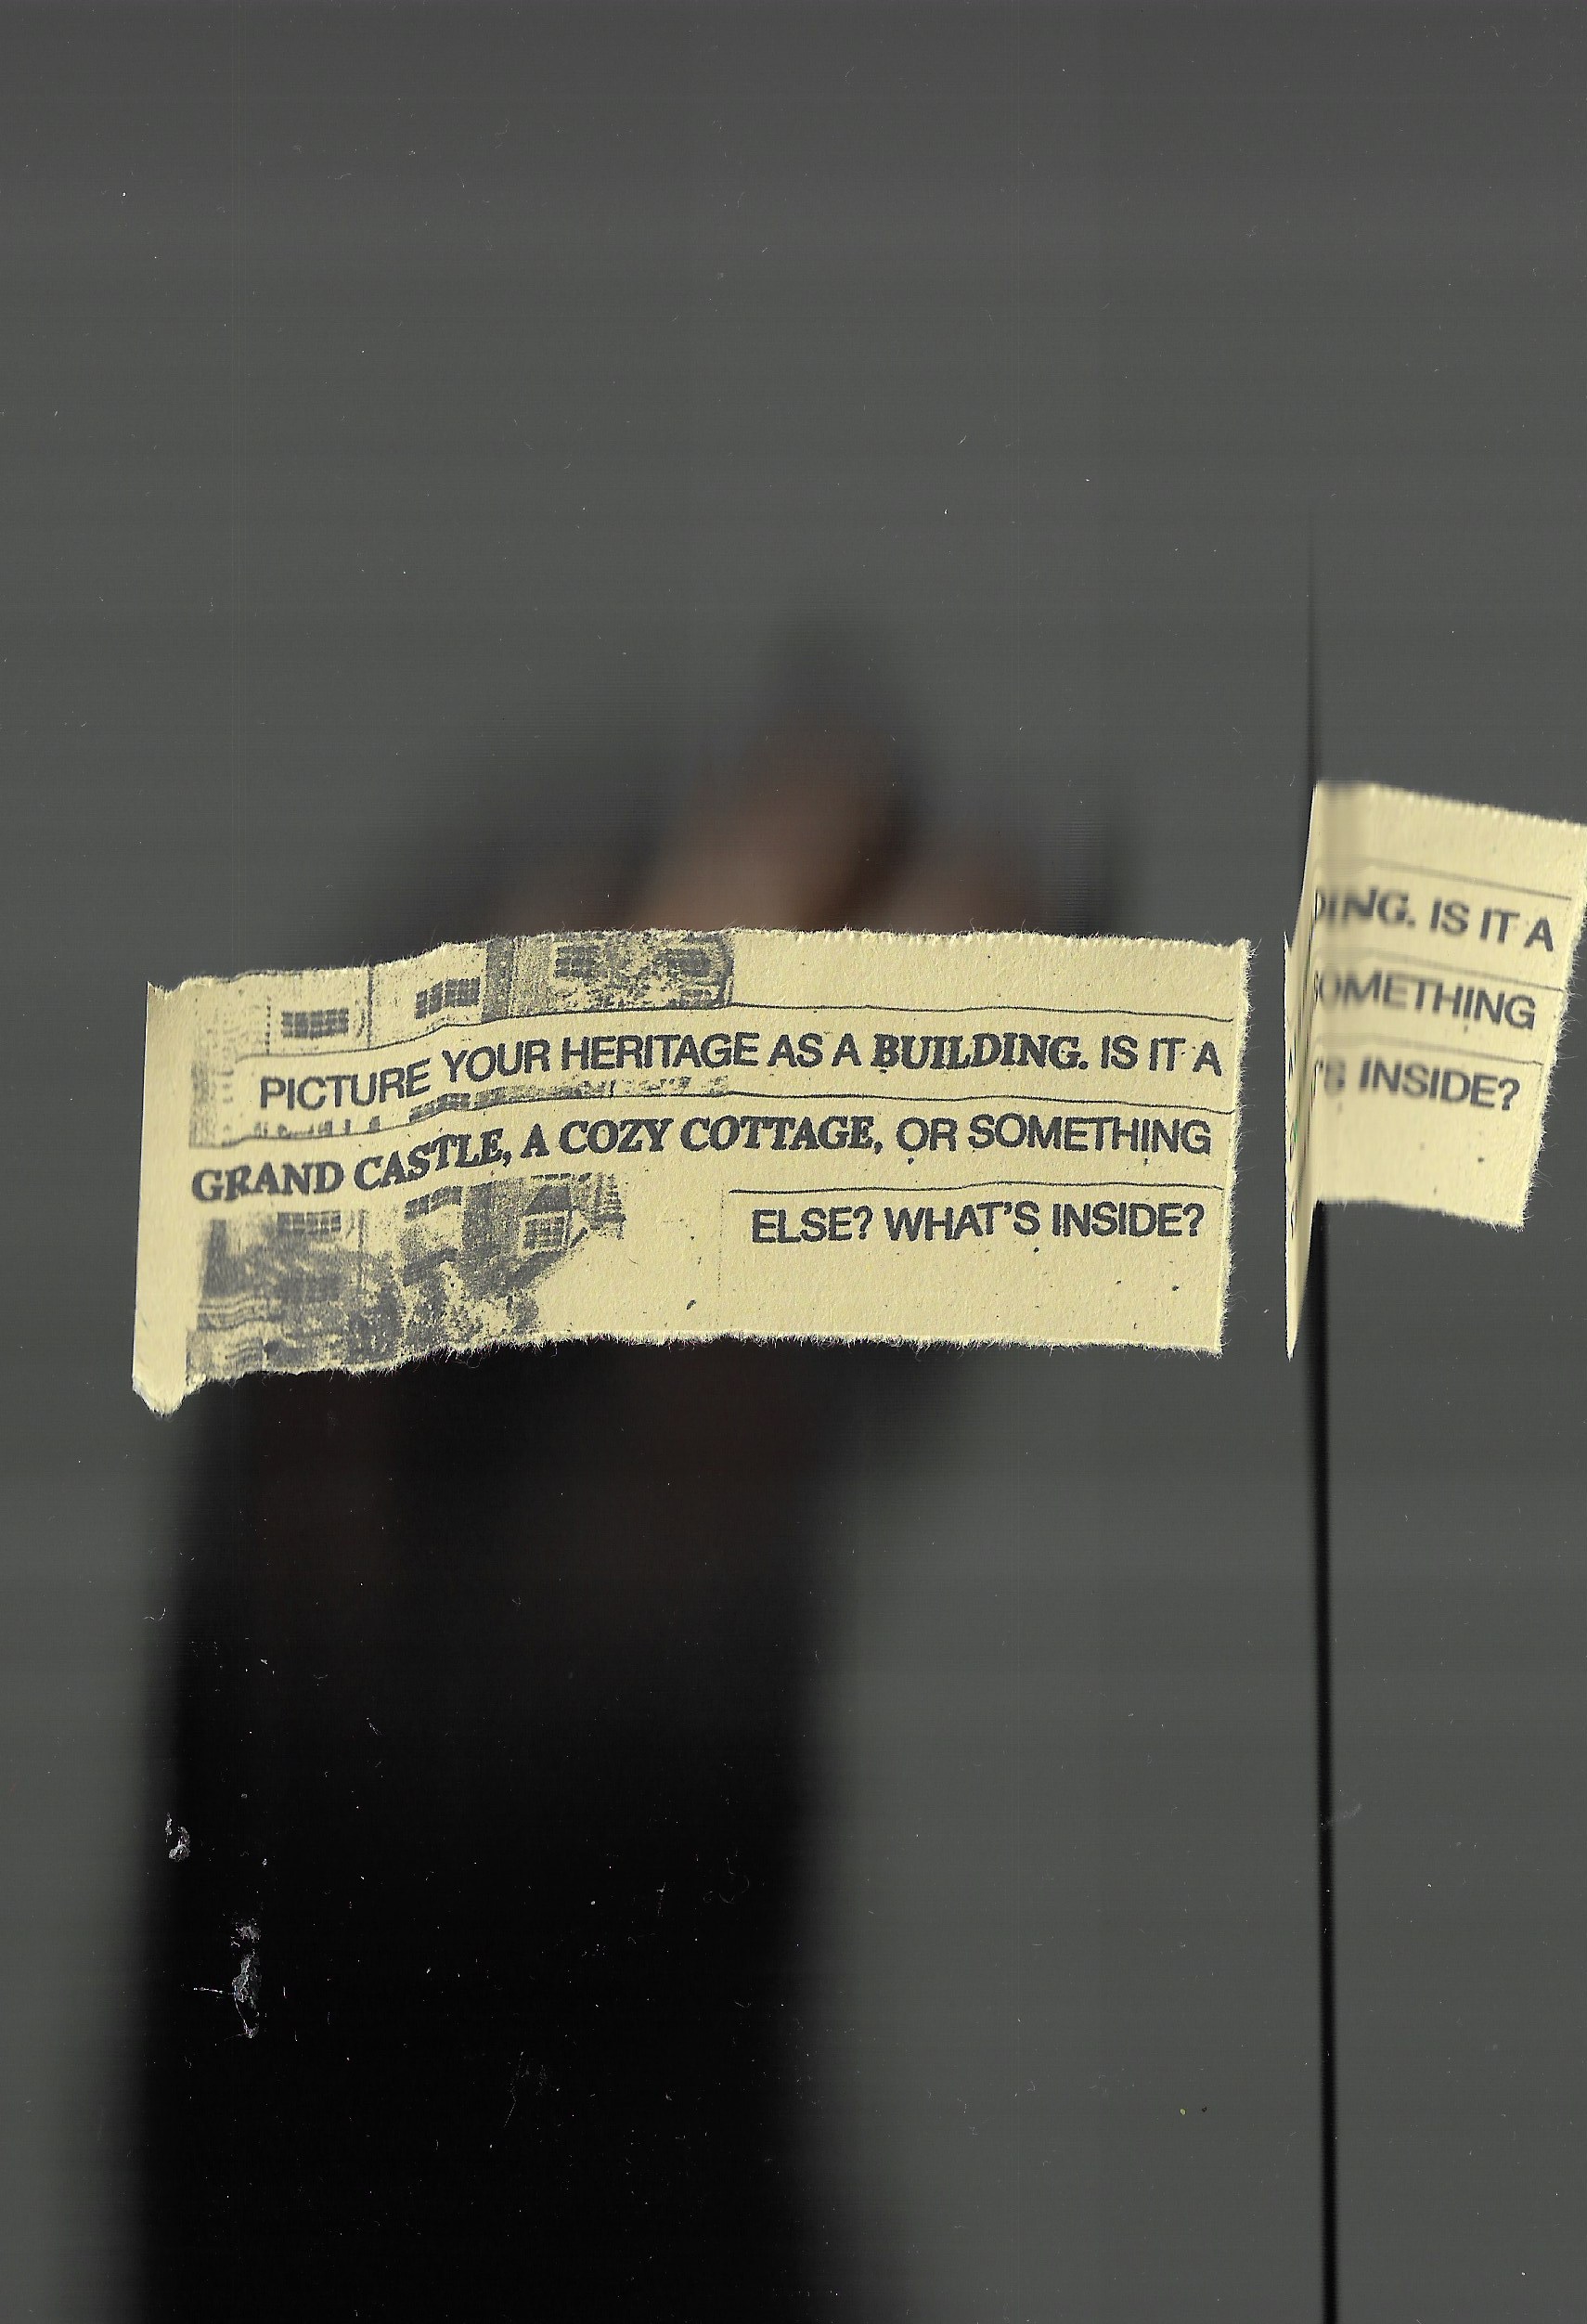 PICTURE YOUR HERITAGE AS A BUILDING. IS IT A
GRAND CASTLE, A COZY COTTAGE, OR SOMETHING
ELSE? WHAT'S INSIDE?
DING. IS IT A
SOMETHING
'S INSIDE?